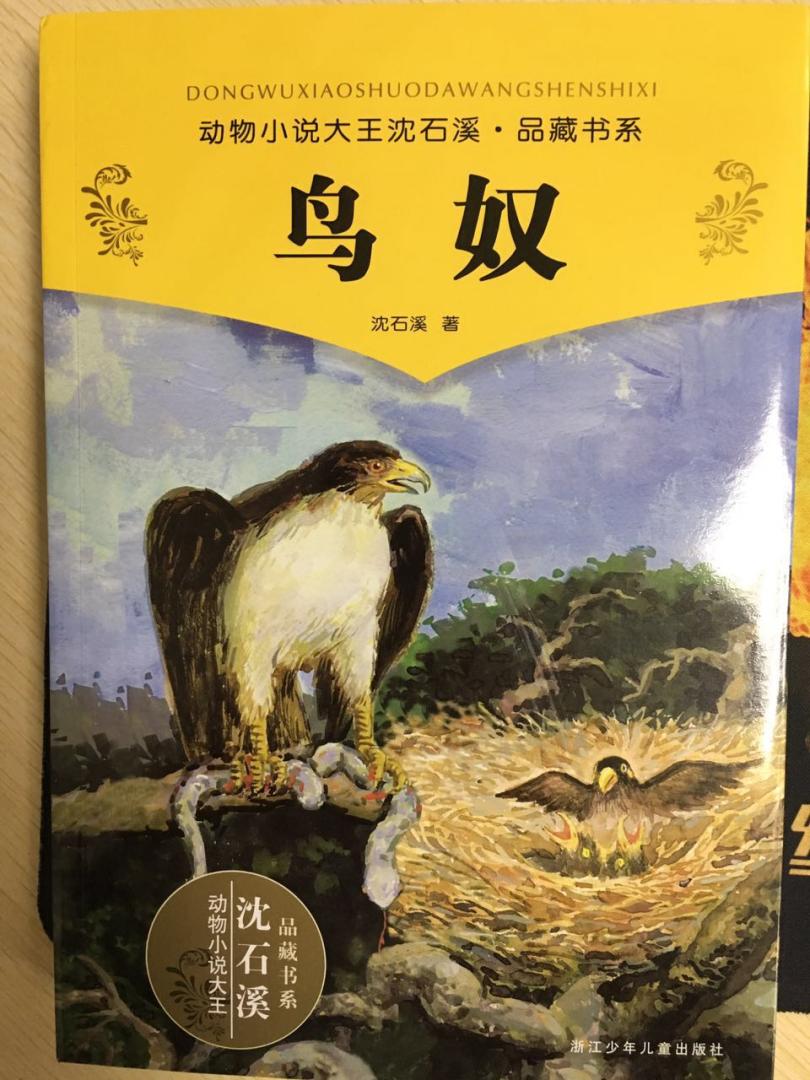 DONGWUXIAOSHUODAWANGSHENSHIXI
动物小说大王沈石溪·品藏书系
鸟奴
沈石溪 著
品藏书系
沈石溪
动物小说大王
浙江少年儿童出版社